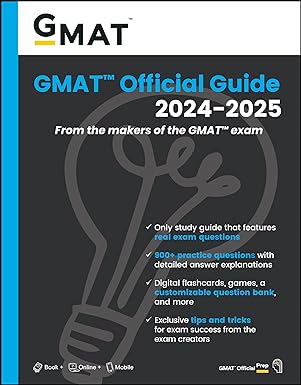 GMAT™
GMAT™ Official Guide
2024–2025
From the makers of the GMAT™ exam
Only study guide that features
real exam questions
900+ practice questions with
detailed answer explanations
Digital flashcards, games, a
customizable question bank,
and more
Exclusive tips and tricks
for exam success from the
exam creators
Book + Online + Mobile
GMAT™ Official Prep